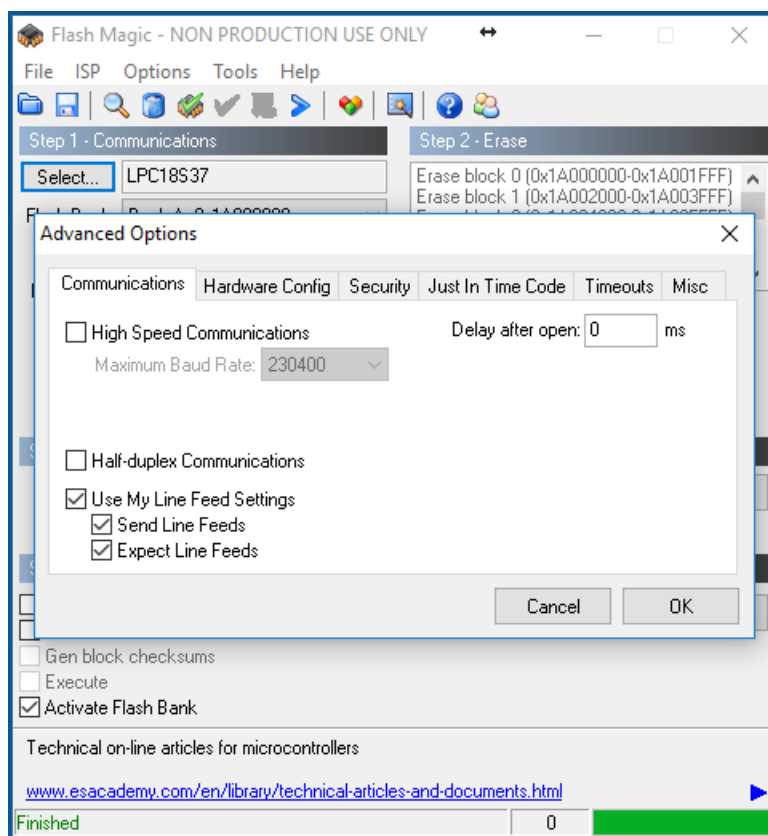 Flash Magic - NON PRODUCTION USE ONLY
File ISP Options Tools Help
Step 1 - Communications
Step 2 - Erase
Select... LPC18S37
Erase block 0 (0x1A000000-0x1A001FFF)
Erase block 1 (0x1A002000-0x1A003FFF)
Advanced Options
Communications Hardware Config Security Just In Time Code Timeouts Misc
High Speed Communications
Delay after open: 0 ms
Maximum Baud Rate: 230400
Half-duplex Communications
Use My Line Feed Settings
Send Line Feeds
Expect Line Feeds
Cancel OK
Gen block checksums
Execute
Activate Flash Bank
Technical on-line articles for microcontrollers
www.esacademy.com/en/library/technical-articles-and-documents.html
Finished 0